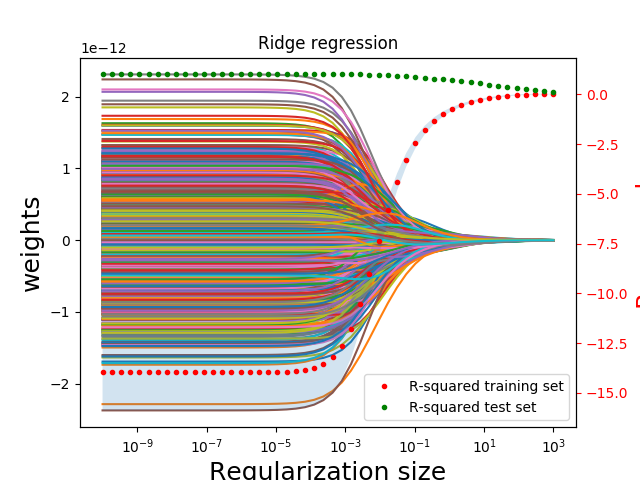 Ridge regression
1e−12
2
1
0
−1
−2
weights
0.0
−2.5
−5.0
−7.5
−10.0
−12.5
−15.0
R-squared training set
R-squared test set
10⁻⁹ 10⁻⁷ 10⁻⁵ 10⁻³ 10⁻¹ 10¹ 10³
Regularization size